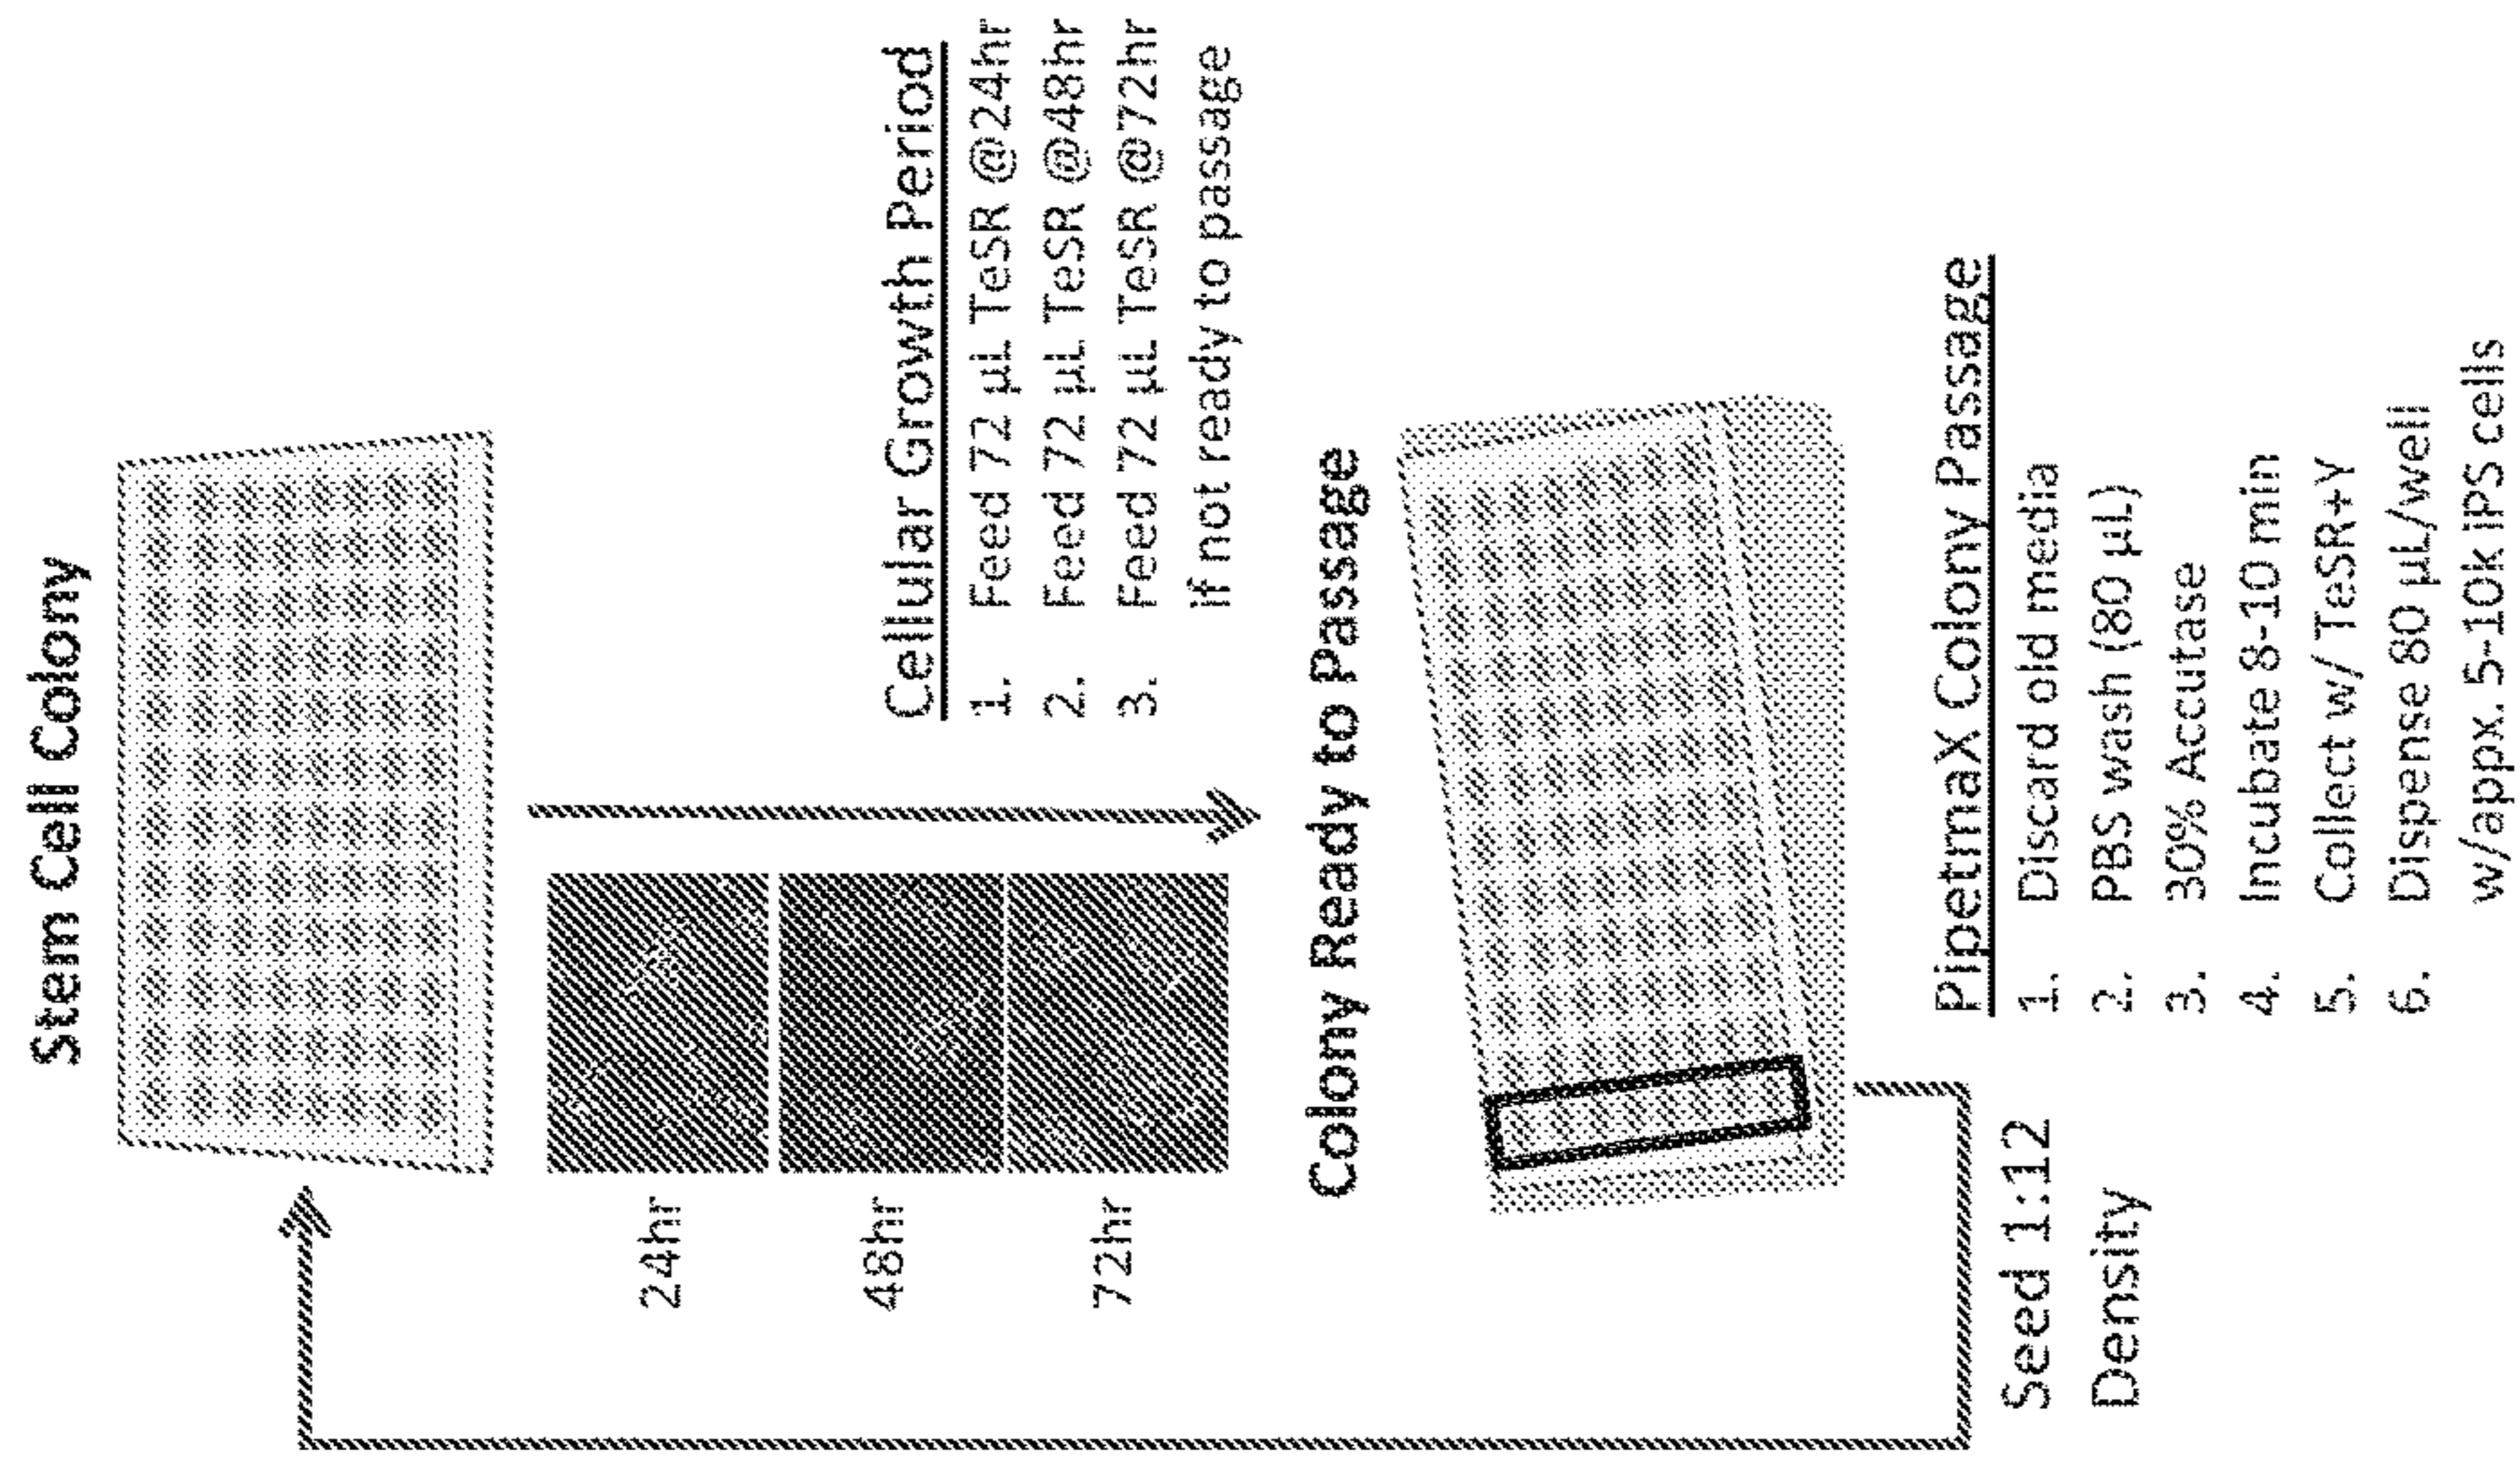 Stem Cell Colony
24hr
48hr
72hr
Cellular Growth Period
1. Feed 72 µL TeSR @24hr
2. Feed 72 µL TeSR @48hr
3. Feed 72 µL TeSR @72hr
if not ready to passage
Colony Ready to Passage
Seed 1:12
Density
PipetmaX Colony Passage
1. Discard old media
2. PBS wash (80 µL)
3. 30% Accutase
4. Incubate 8-10 min
5. Collect w/ TeSR+Y
6. Dispense 80 µL/well
w/appx. 5-10k iPS cells